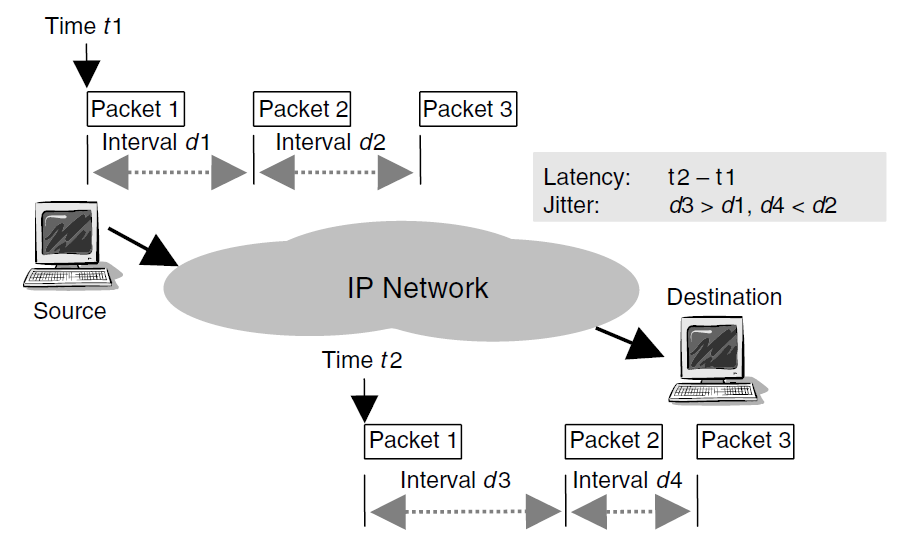 Time t1
Packet 1 Packet 2 Packet 3
Interval d1 Interval d2
Latency: t2 – t1
Jitter: d3 > d1, d4 < d2
IP Network
Source
Destination
Time t2
Packet 1 Packet 2 Packet 3
Interval d3 Interval d4